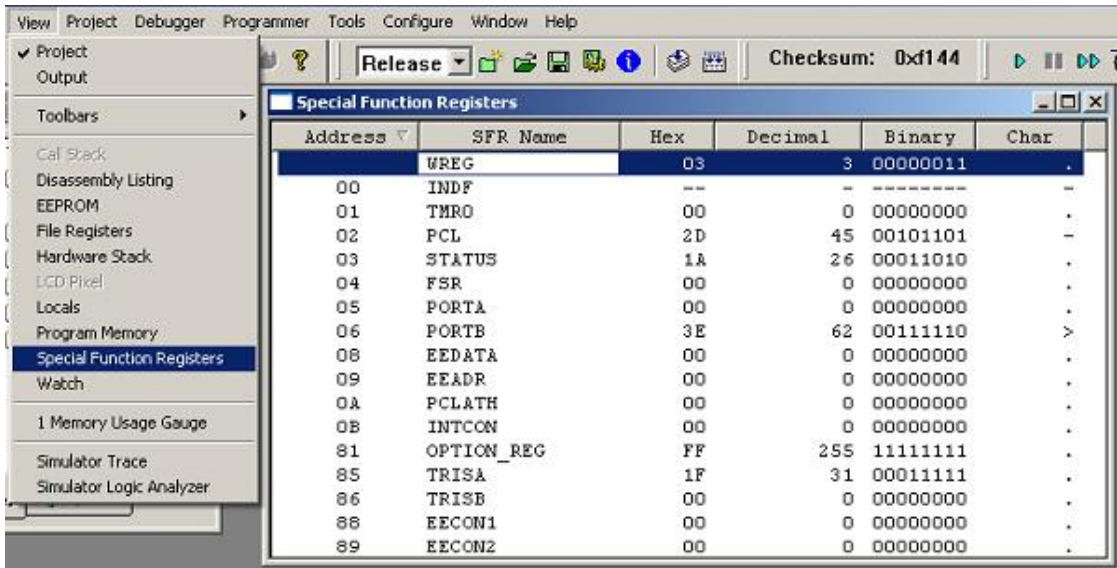 View Project Debugger Programmer Tools Configure Window Help
Project
Output
Toolbars
Call Stack
Disassembly Listing
EEPROM
File Registers
Hardware Stack
LCD Pixel
Locals
Program Memory
Special Function Registers
Watch
1 Memory Usage Gauge
Simulator Trace
Simulator Logic Analyzer
Release Checksum: 0xf144
Special Function Registers
Address SFR Name Hex Decimal Binary Char
WREG 03 3 00000011 .
00 INDF -- - -------- -
01 TMR0 00 0 00000000 .
02 PCL 2D 45 00101101 -
03 STATUS 1A 26 00011010 .
04 FSR 00 0 00000000 .
05 PORTA 00 0 00000000 .
06 PORTB 3E 62 00111110 >
08 EEDATA 00 0 00000000 .
09 EEADR 00 0 00000000 .
0A PCLATH 00 0 00000000 .
0B INTCON 00 0 00000000 .
81 OPTION_REG FF 255 11111111 .
85 TRISA 1F 31 00011111 .
86 TRISB 00 0 00000000 .
88 EECON1 00 0 00000000 .
89 EECON2 00 0 00000000 .